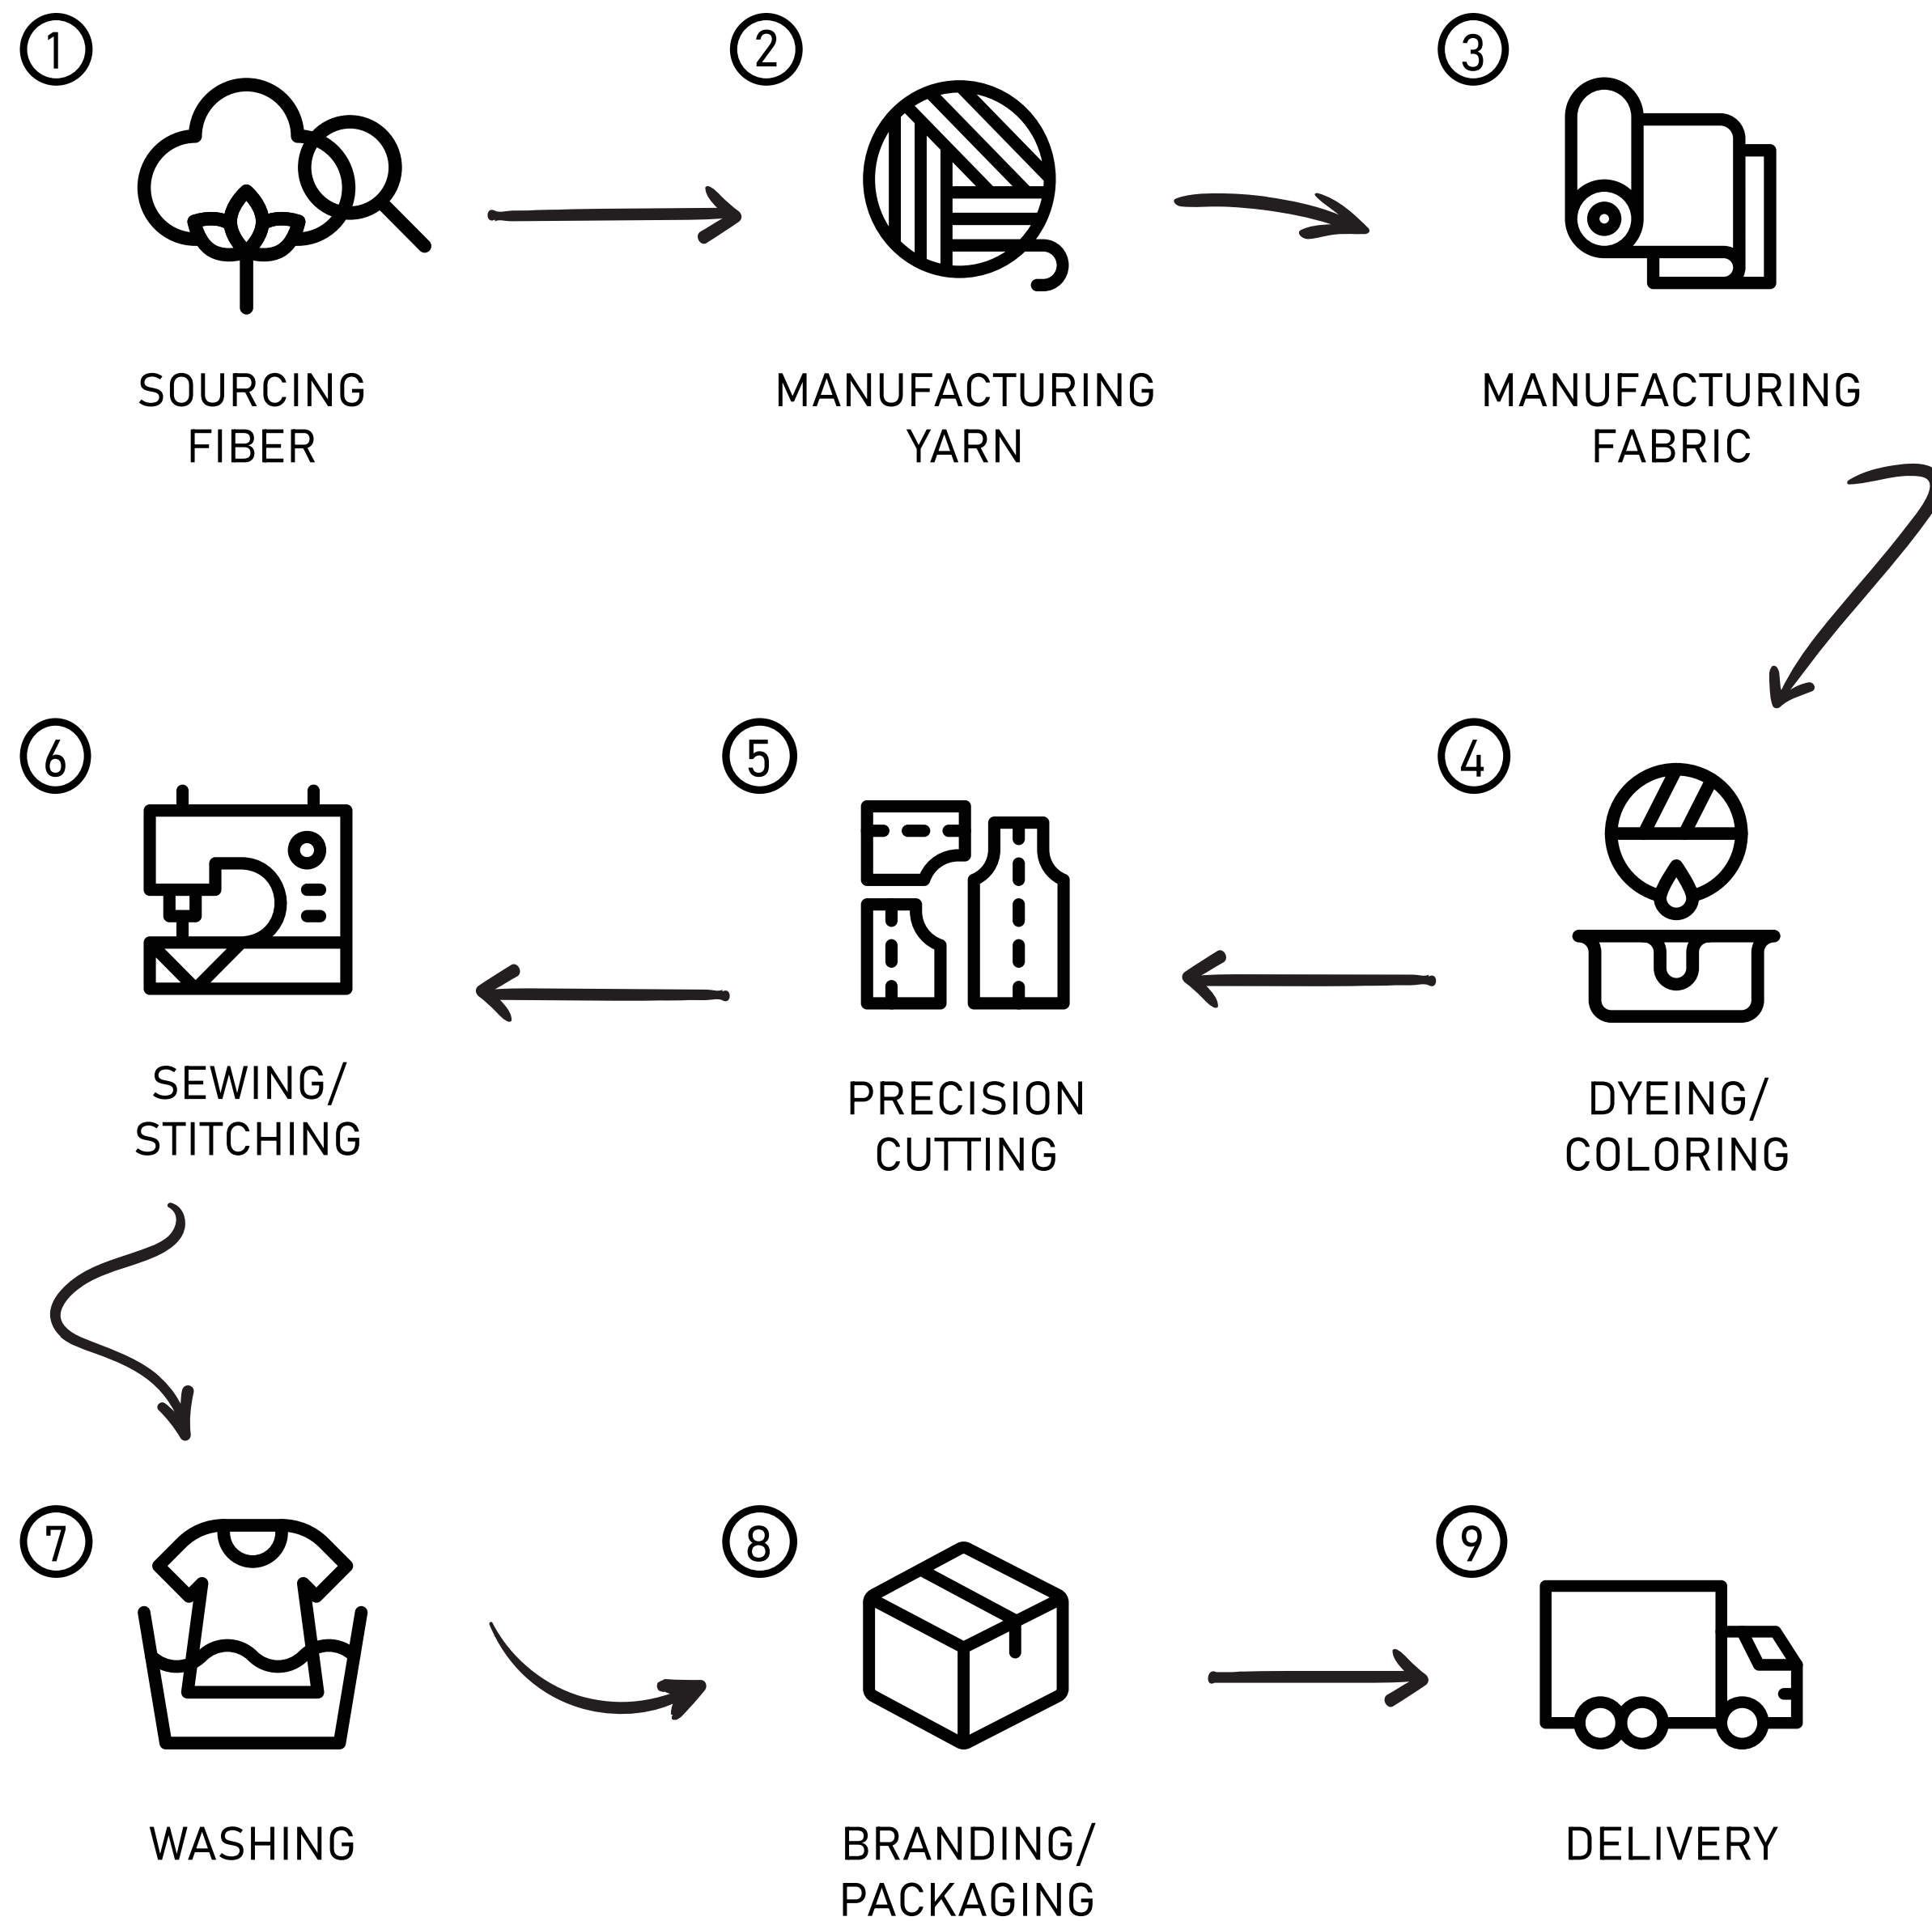 1
SOURCING
FIBER
2
MANUFACTURING
YARN
3
MANUFACTURING
FABRIC
4
DYEING/
COLORING
5
PRECISION
CUTTING
6
SEWING/
STITCHING
7
WASHING
8
BRANDING/
PACKAGING
9
DELIVERY